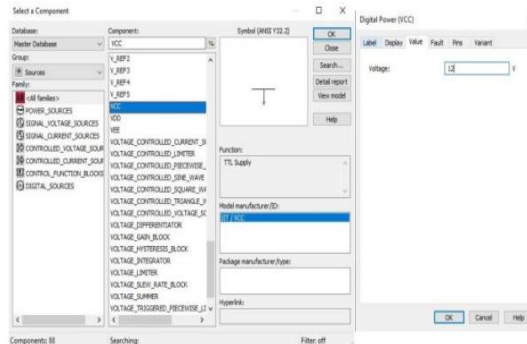 Select a Component
Database:
Master Database
Group:
Sources
Family:
<All families>
POWER_SOURCES
SIGNAL_VOLTAGE_SOURCES
SIGNAL_CURRENT_SOURCES
CONTROLLED_VOLTAGE_SOUR
CONTROLLED_CURRENT_SOUR
CONTROL_FUNCTION_BLOCKS
DIGITAL_SOURCES
Component:
VCC
V_REF2
V_REF3
V_REF4
V_REF5
VCC
VDD
VEE
VOLTAGE_CONTROLLED_CURRENT_S
VOLTAGE_CONTROLLED_LIMITER
VOLTAGE_CONTROLLED_PIECEWISE_
VOLTAGE_CONTROLLED_SINE_WAVE
VOLTAGE_CONTROLLED_SQUARE_W
VOLTAGE_CONTROLLED_TRIANGLE_V
VOLTAGE_CONTROLLED_VOLTAGE_SO
VOLTAGE_DIFFERENTIATOR
VOLTAGE_GAIN_BLOCK
VOLTAGE_HYSTERESIS_BLOCK
VOLTAGE_INTEGRATOR
VOLTAGE_LIMITER
VOLTAGE_SLEW_RATE_BLOCK
VOLTAGE_SUMMER
VOLTAGE_TRIGGERED_PIECEWISE_LI
Symbol (ANSI Y32.2)
Function:
TTL Supply
Model manufacturer/ID:
IIT / VCC
Package manufacturer/type:
Hyperlink:
OK
Close
Search...
Detail report
View model
Help
Components: 88
Searching:
Filter: off
Digital Power (VCC)
Label Display Value Fault Pins Variant
Voltage: 12 V
OK Cancel Help